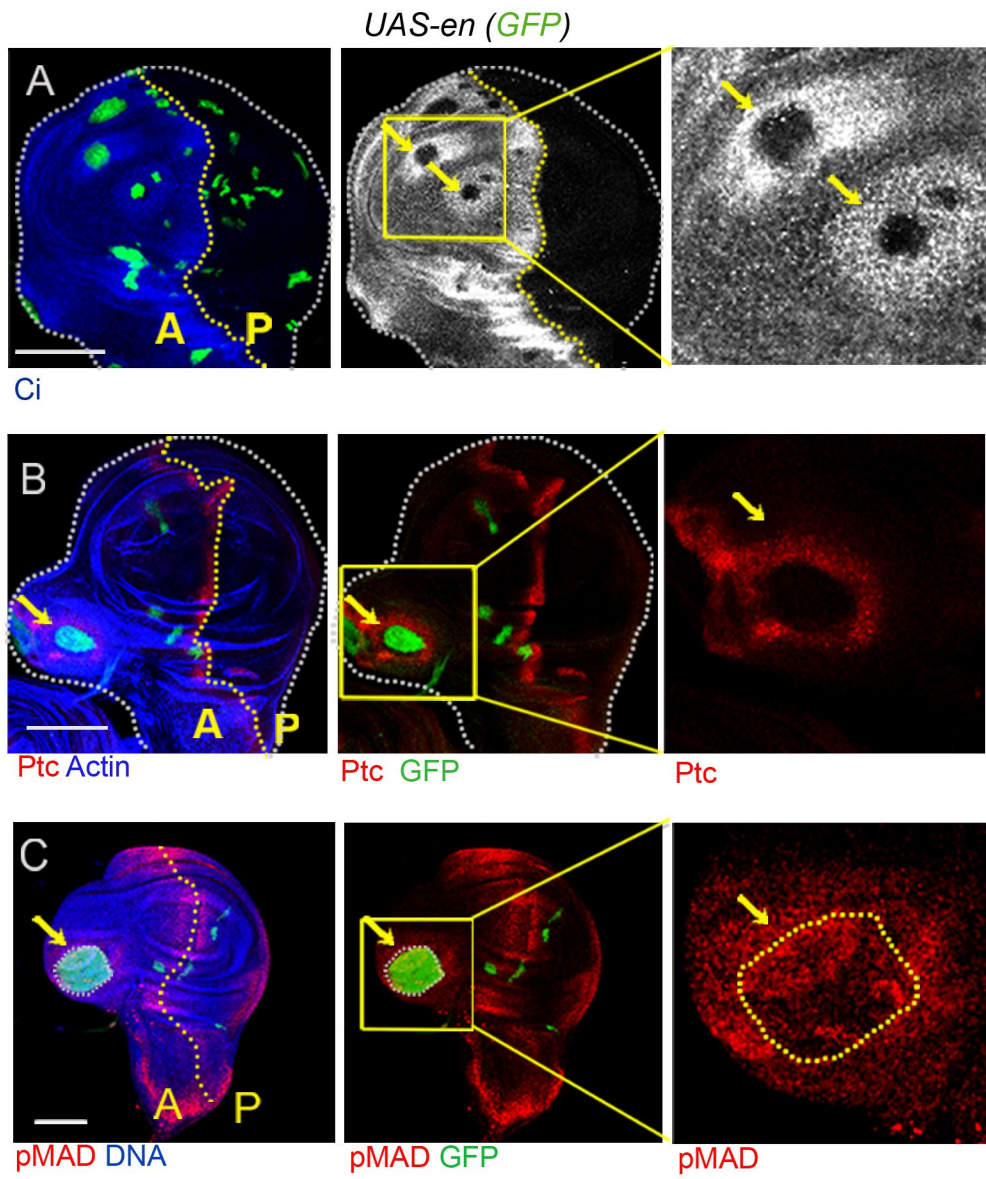 UAS-en (GFP)
A
A P
Ci
B
A P
Ptc Actin
Ptc GFP
Ptc
C
A P
pMAD DNA
pMAD GFP
pMAD